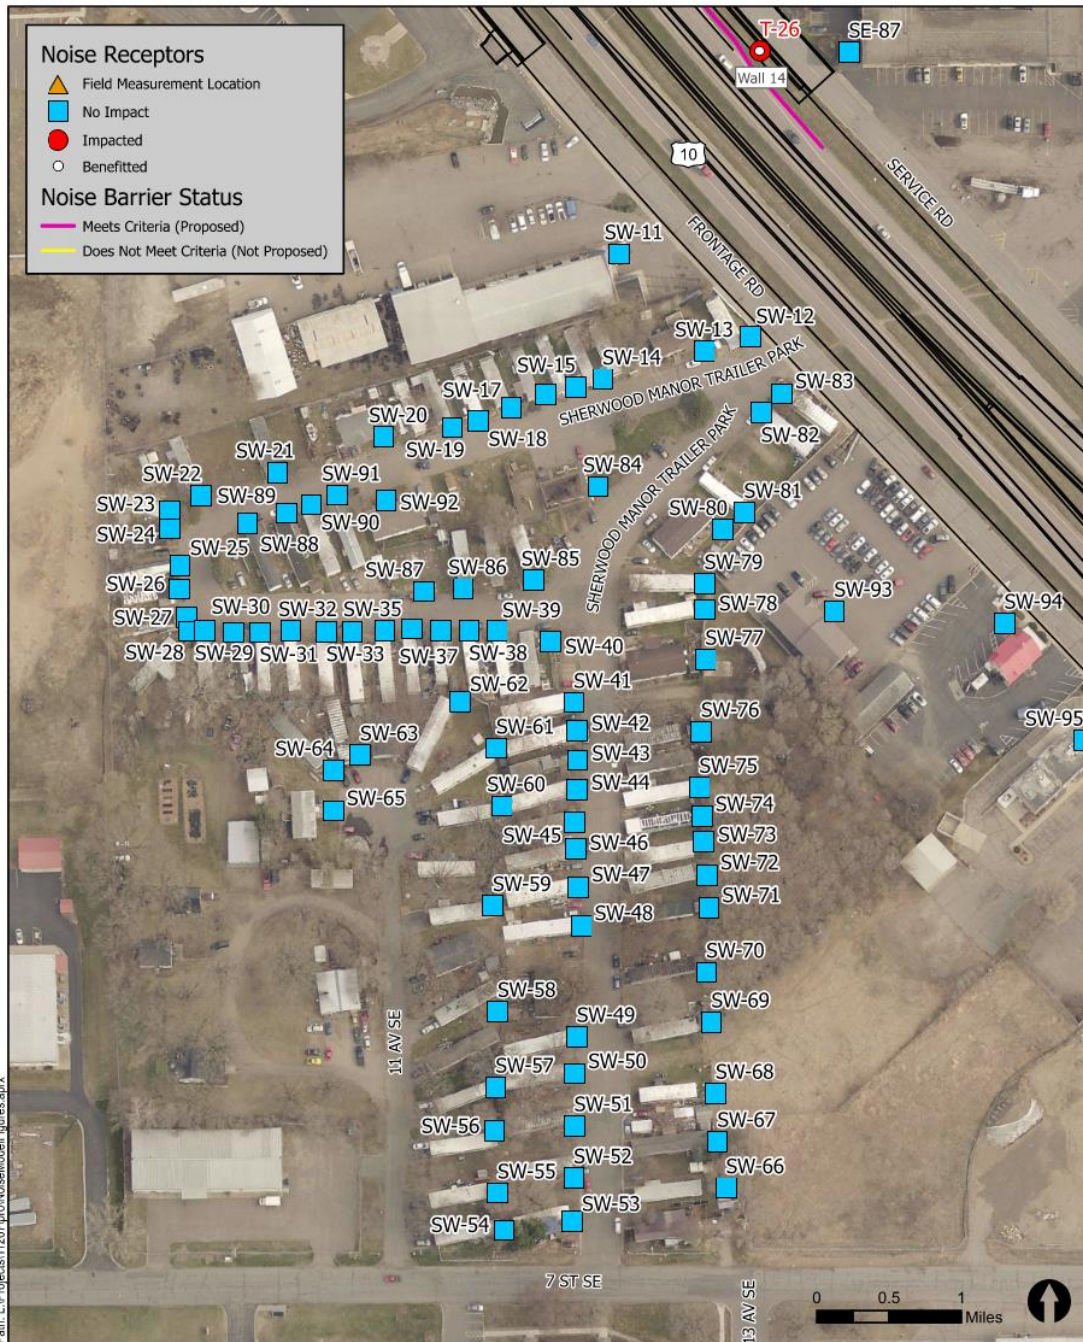 Noise Receptors
Field Measurement Location
No Impact
Impacted
Benefitted
Noise Barrier Status
Meets Criteria (Proposed)
Does Not Meet Criteria (Not Proposed)
T-26
SE-87
Wall 14
10
SERVICE RD
FRONTAGE RD
SW-11
SW-12
SW-13
SW-14
SW-15
SHERWOOD MANOR TRAILER PARK
SW-17
SW-83
SW-20
SW-19
SW-18
SW-82
SHERWOOD MANOR TRAILER PARK
SW-21
SW-84
SW-22
SW-91
SW-23
SW-89
SW-92
SW-81
SW-80
SW-24
SW-90
SW-88
SW-25
SW-85
SW-79
SW-26
SW-87
SW-86
SW-78
SW-93
SW-94
SW-27
SW-30
SW-32
SW-35
SW-39
SW-40
SW-28
SW-29
SW-31
SW-33
SW-37
SW-38
SW-77
SW-62
SW-41
SW-42
SW-76
SW-95
SW-61
SW-63
SW-43
SW-64
SW-75
SW-44
SW-60
SW-65
SW-74
SW-45
SW-46
SW-73
SW-72
SW-47
SW-59
SW-71
SW-48
SW-70
SW-58
SW-69
SW-49
11 AV SE
SW-57
SW-50
SW-68
SW-51
SW-67
SW-56
SW-52
SW-66
SW-55
SW-53
SW-54
7 ST SE
13 AV SE
0 0.5 1
Miles